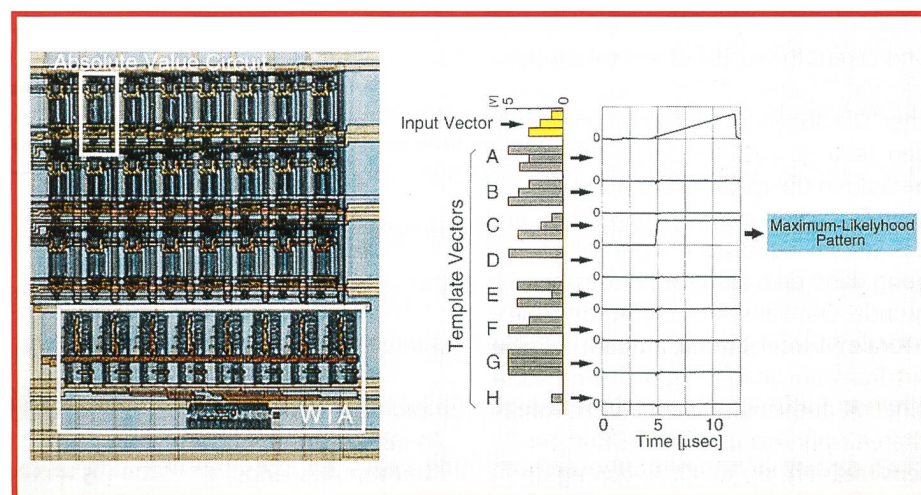 Absolute Value Circuit
WTA
[V] 5 0
Input Vector
Template Vectors
A
B
C
D
E
F
G
H
0
0
0
0
0
0
0
0
0
0 5 10
Time [µsec]
Maximum-Likelyhood
Pattern